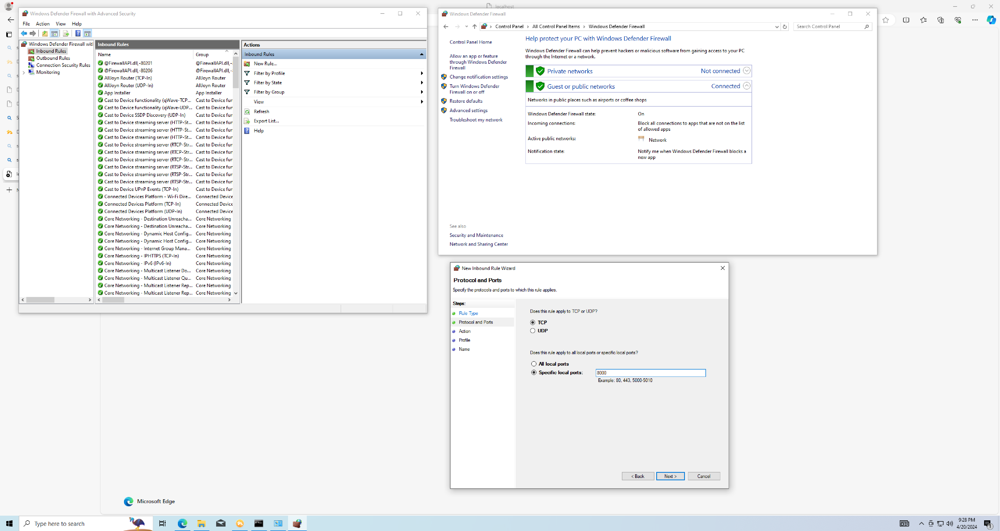 localhost
Windows Defender Firewall with Advanced Security
File Action View Help
Windows Defender Firewall wit
Inbound Rules
Outbound Rules
Connection Security Rules
Monitoring
Inbound Rules
Name Group
@FirewallAPI.dll,-80201 @FirewallAPI.dll,-
@FirewallAPI.dll,-80206 @FirewallAPI.dll,-
AllJoyn Router (TCP-In) AllJoyn Router
AllJoyn Router (UDP-In) AllJoyn Router
App Installer App Installer
Cast to Device functionality (qWave-TCP... Cast to Device fun
Cast to Device functionality (qWave-UDP... Cast to Device fun
Cast to Device SSDP Discovery (UDP-In) Cast to Device fun
Cast to Device streaming server (HTTP-St... Cast to Device fun
Cast to Device streaming server (HTTP-St... Cast to Device fun
Cast to Device streaming server (HTTP-St... Cast to Device fun
Cast to Device streaming server (RTCP-Str... Cast to Device fun
Cast to Device streaming server (RTCP-Str... Cast to Device fun
Cast to Device streaming server (RTCP-Str... Cast to Device fun
Cast to Device streaming server (RTSP-Str... Cast to Device fun
Cast to Device streaming server (RTSP-Str... Cast to Device fun
Cast to Device streaming server (RTSP-Str... Cast to Device fun
Cast to Device UPnP Events (TCP-In) Cast to Device fun
Connected Devices Platform - Wi-Fi Dire... Connected Device
Connected Devices Platform (TCP-In) Connected Device
Connected Devices Platform (UDP-In) Connected Device
Core Networking - Destination Unreacha... Core Networking
Core Networking - Destination Unreacha... Core Networking
Core Networking - Dynamic Host Config... Core Networking
Core Networking - Dynamic Host Config... Core Networking
Core Networking - Internet Group Mana... Core Networking
Core Networking - IPHTTPS (TCP-In) Core Networking
Core Networking - IPv6 (IPv6-In) Core Networking
Core Networking - Multicast Listener Do... Core Networking
Core Networking - Multicast Listener Qu... Core Networking
Core Networking - Multicast Listener Rep... Core Networking
Core Networking - Multicast Listener Rep... Core Networking
Actions
Inbound Rules
New Rule...
Filter by Profile
Filter by State
Filter by Group
View
Refresh
Export List...
Help
Windows Defender Firewall
Control Panel > All Control Panel Items > Windows Defender Firewall
Search Control Panel
Control Panel Home
Allow an app or feature
through Windows Defender
Firewall
Change notification settings
Turn Windows Defender
Firewall on or off
Restore defaults
Advanced settings
Troubleshoot my network
See also
Security and Maintenance
Network and Sharing Center
Help protect your PC with Windows Defender Firewall
Windows Defender Firewall can help prevent hackers or malicious software from gaining access to your PC
through the Internet or a network.
Private networks Not connected
Guest or public networks Connected
Networks in public places such as airports or coffee shops
Windows Defender Firewall state: On
Incoming connections: Block all connections to apps that are not on the list
of allowed apps
Active public networks: Network
Notification state: Notify me when Windows Defender Firewall blocks a
new app
New Inbound Rule Wizard
Protocol and Ports
Specify the protocols and ports to which this rule applies.
Steps:
Rule Type
Protocol and Ports
Action
Profile
Name
Does this rule apply to TCP or UDP?
TCP
UDP
Does this rule apply to all local ports or specific local ports?
All local ports
Specific local ports: 8000
Example: 80, 443, 5000-5010
< Back Next > Cancel
Microsoft Edge
Type here to search
9:28 PM
4/20/2024
1